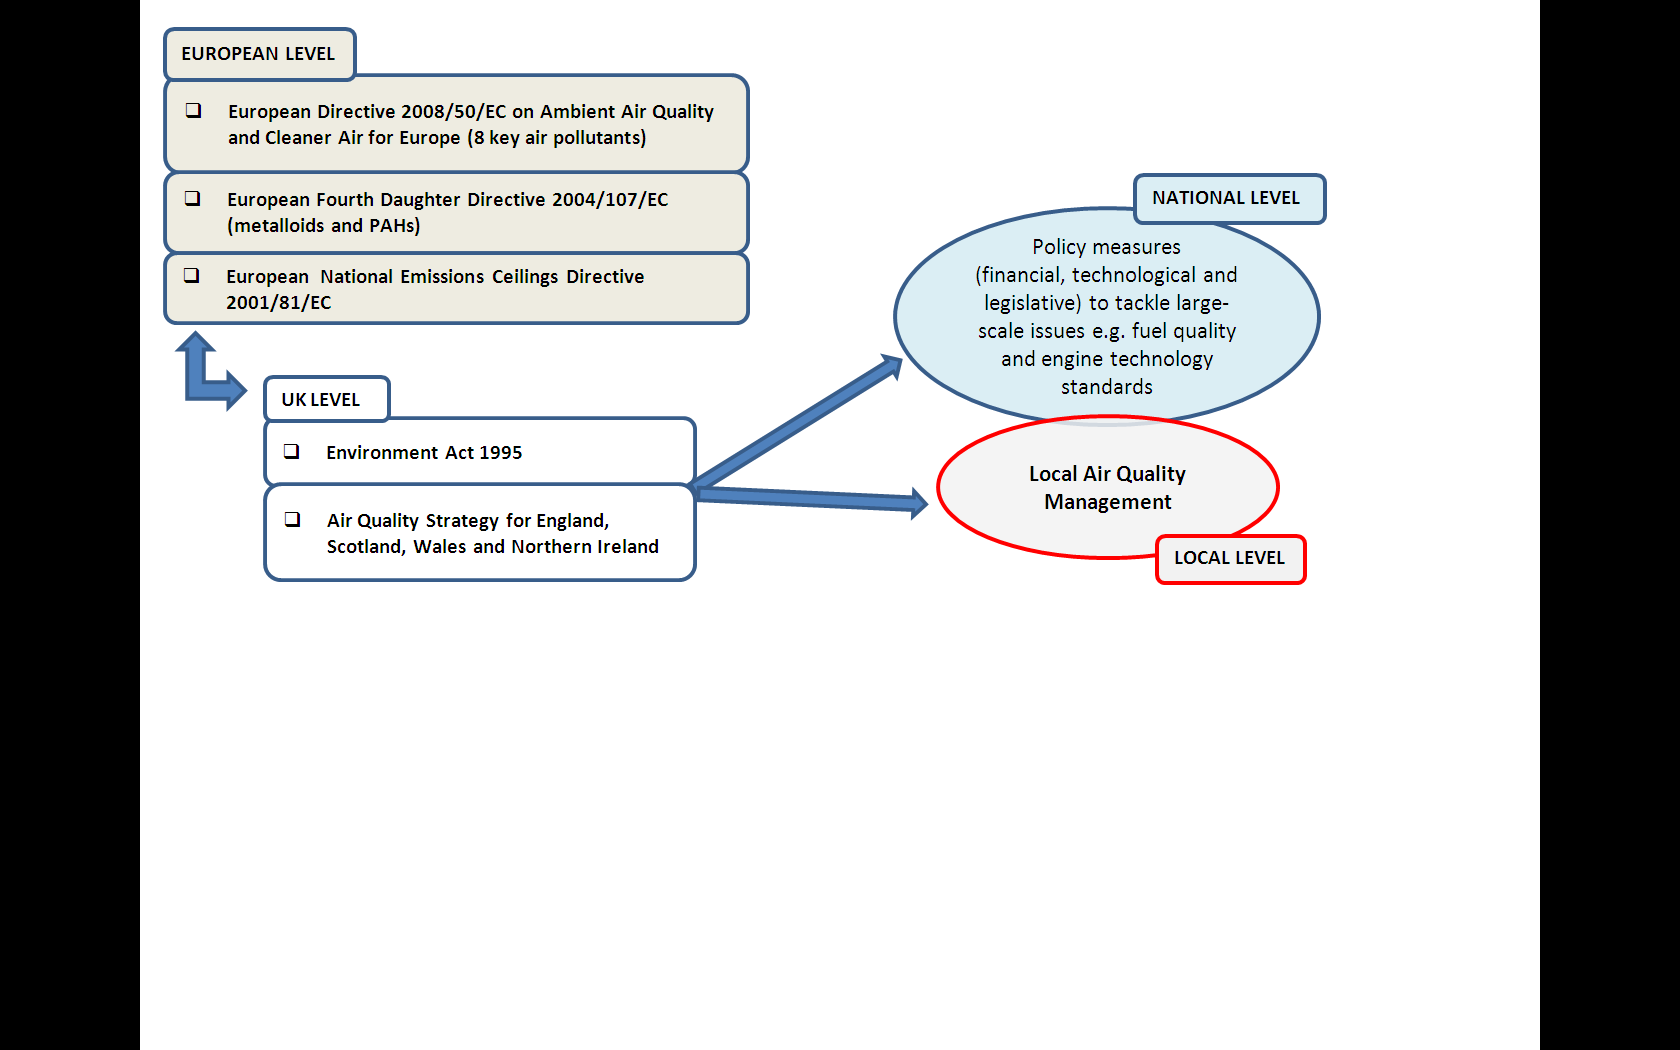 EUROPEAN LEVEL
❑ European Directive 2008/50/EC on Ambient Air Quality
and Cleaner Air for Europe (8 key air pollutants)
❑ European Fourth Daughter Directive 2004/107/EC
(metalloids and PAHs)
❑ European National Emissions Ceilings Directive
2001/81/EC
UK LEVEL
❑ Environment Act 1995
❑ Air Quality Strategy for England,
Scotland, Wales and Northern Ireland
NATIONAL LEVEL
Policy measures
(financial, technological and
legislative) to tackle large-
scale issues e.g. fuel quality
and engine technology
standards
Local Air Quality
Management
LOCAL LEVEL